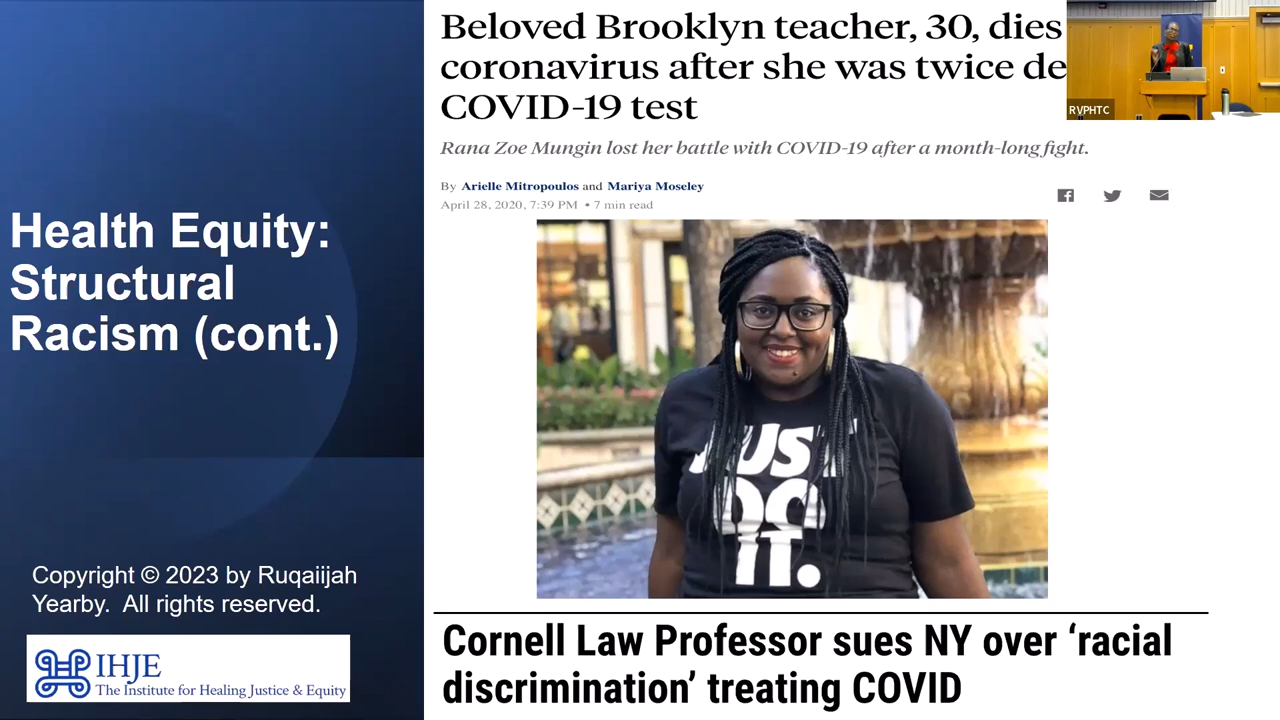 Health Equity:
Structural
Racism (cont.)
Copyright © 2023 by Ruqaiijah
Yearby. All rights reserved.
IHJE
The Institute for Healing Justice & Equity
Beloved Brooklyn teacher, 30, dies
coronavirus after she was twice de
COVID-19 test
Rana Zoe Mungin lost her battle with COVID-19 after a month-long fight.
By Arielle Mitropoulos and Mariya Moseley
April 28, 2020, 7:39 PM • 7 min read
JUST
DO
IT.
Cornell Law Professor sues NY over ‘racial
discrimination’ treating COVID
RVPHTC